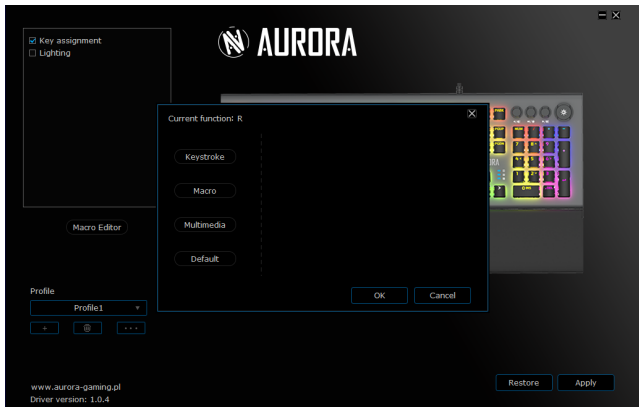 Key assignment
Lighting
AURORA
Current function: R
Keystroke
Macro
Multimedia
Default
OK
Cancel
Macro Editor
Profile
Profile1
+
...
www.aurora-gaming.pl
Driver version: 1.0.4
Restore
Apply